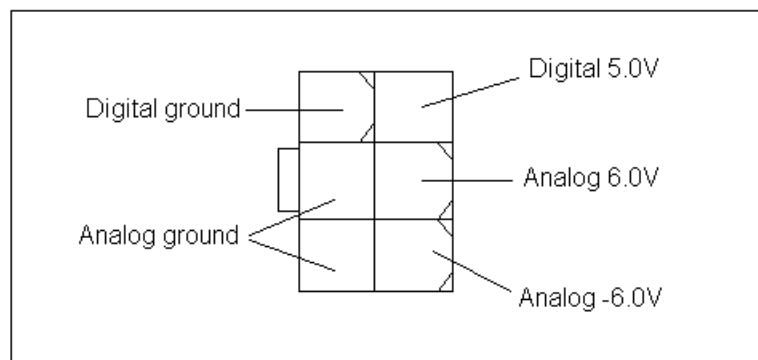 Digital 5.0V
Digital ground
Analog 6.0V
Analog ground
Analog -6.0V